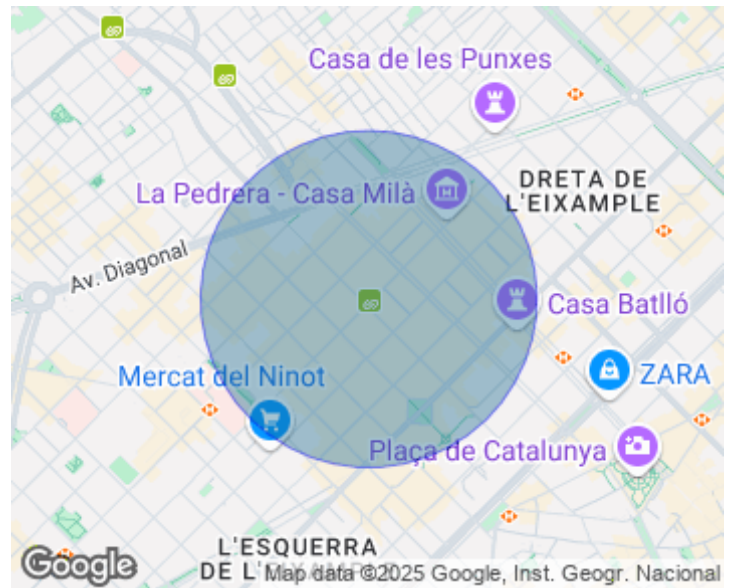 Casa de les Punxes
La Pedrera - Casa Milà
DRETA DE
L'EIXAMPLE
Av. Diagonal
Casa Batlló
Mercat del Ninot
ZARA
Plaça de Catalunya
L'ESQUERRA
DE L'EIXAMPLE
Google
Map data ©2025 Google, Inst. Geogr. Nacional